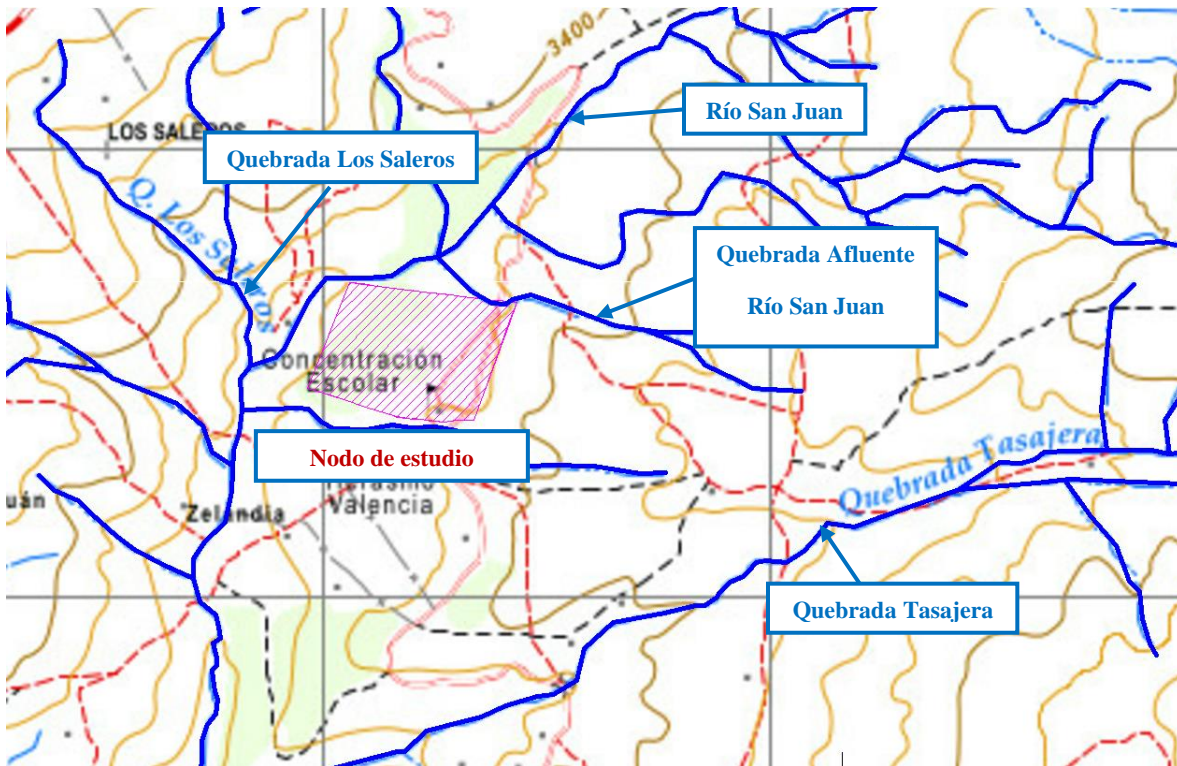 3400
Río San Juan
LOS SALEROS
Quebrada Los Saleros
Q. Los Saleros
Quebrada Afluente
Río San Juan
Concentración
Escolar
Nodo de estudio
Quebrada Tasajera
Valencia
Zelandia
Quebrada Tasajera